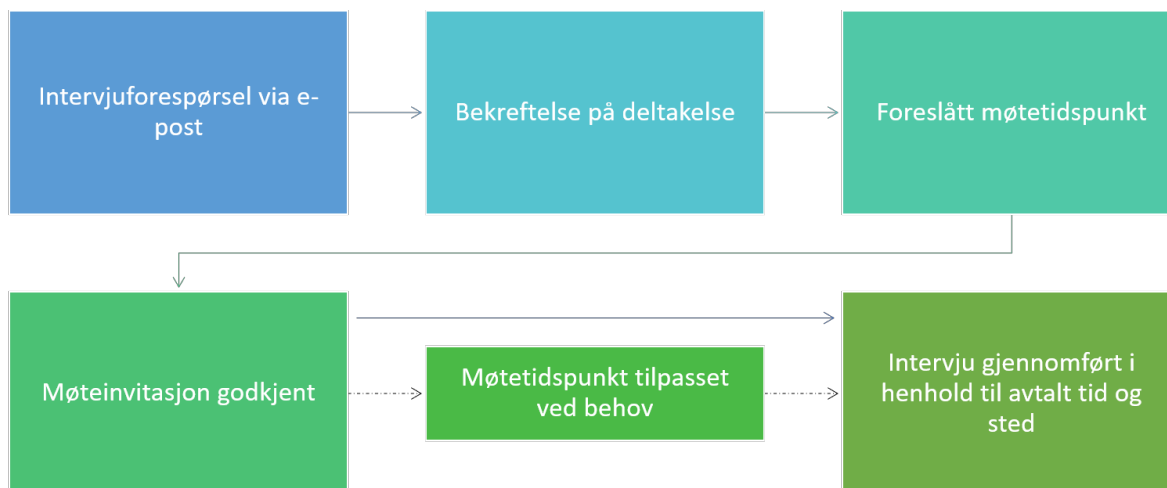 Intervjuforespørsel via e-
post
Bekreftelse på deltakelse
Foreslått møtetidspunkt
Møteinvitasjon godkjent
Møtetidspunkt tilpasset
ved behov
Intervju gjennomført i
henhold til avtalt tid og
sted